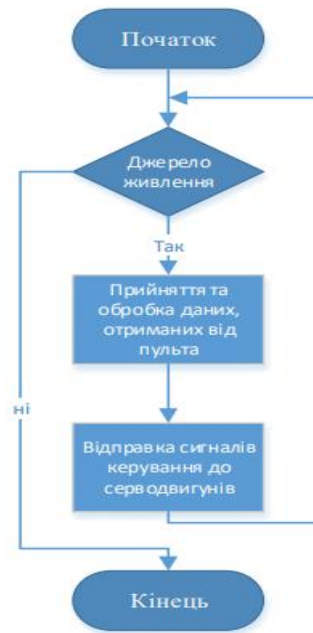 Початок
Джерело
живлення
Так
Прийняття та
обробка даних,
отриманих від
пульта
ні
Відправка сигналів
керування до
серводвигунів
Кінець